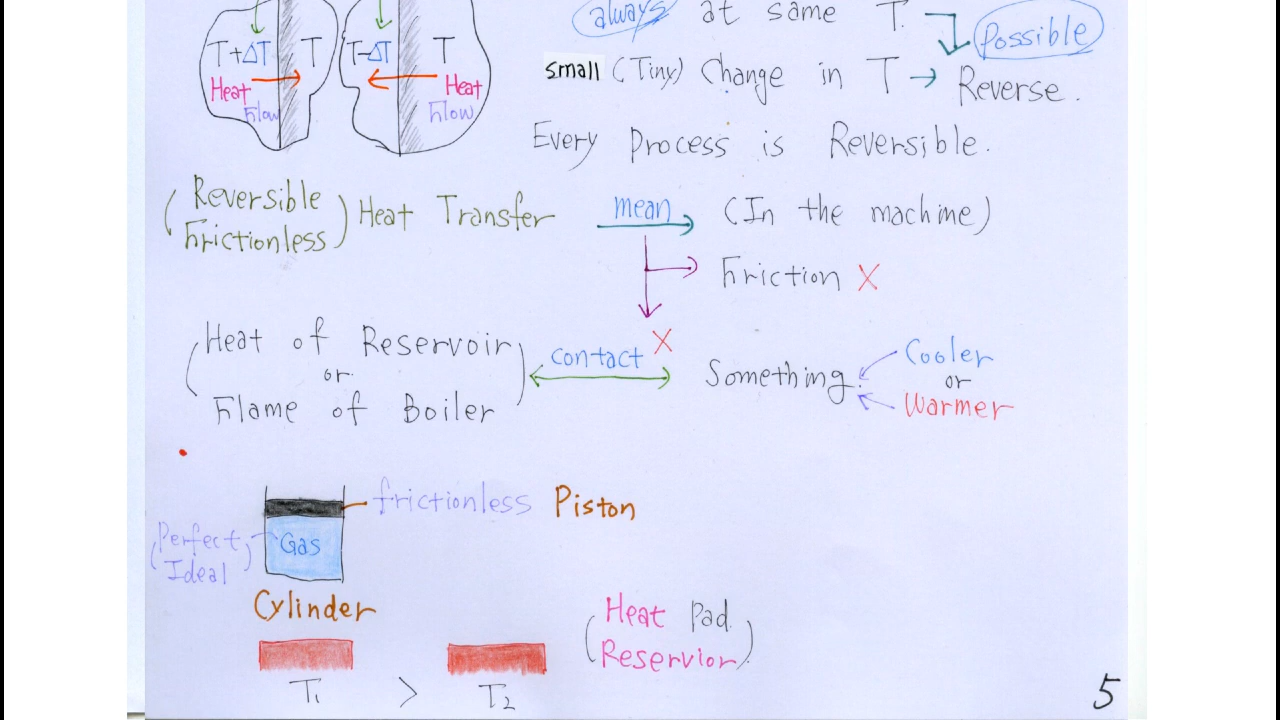 always at same T.
Possible
T+ΔT T T-ΔT T
small (Tiny) Change in T → Reverse.
Heat Flow
Heat Flow
Every Process is Reversible.
(Reversible Frictionless) Heat Transfer
mean
(In the machine)
Friction X
Heat of Reservoir
or
Flame of Boiler
contact X
Something.
Cooler
or
Warmer
frictionless Piston
(Perfect Ideal)
Gas
Cylinder
(Heat Pad.
Reservior)
T₁ > T₂
5